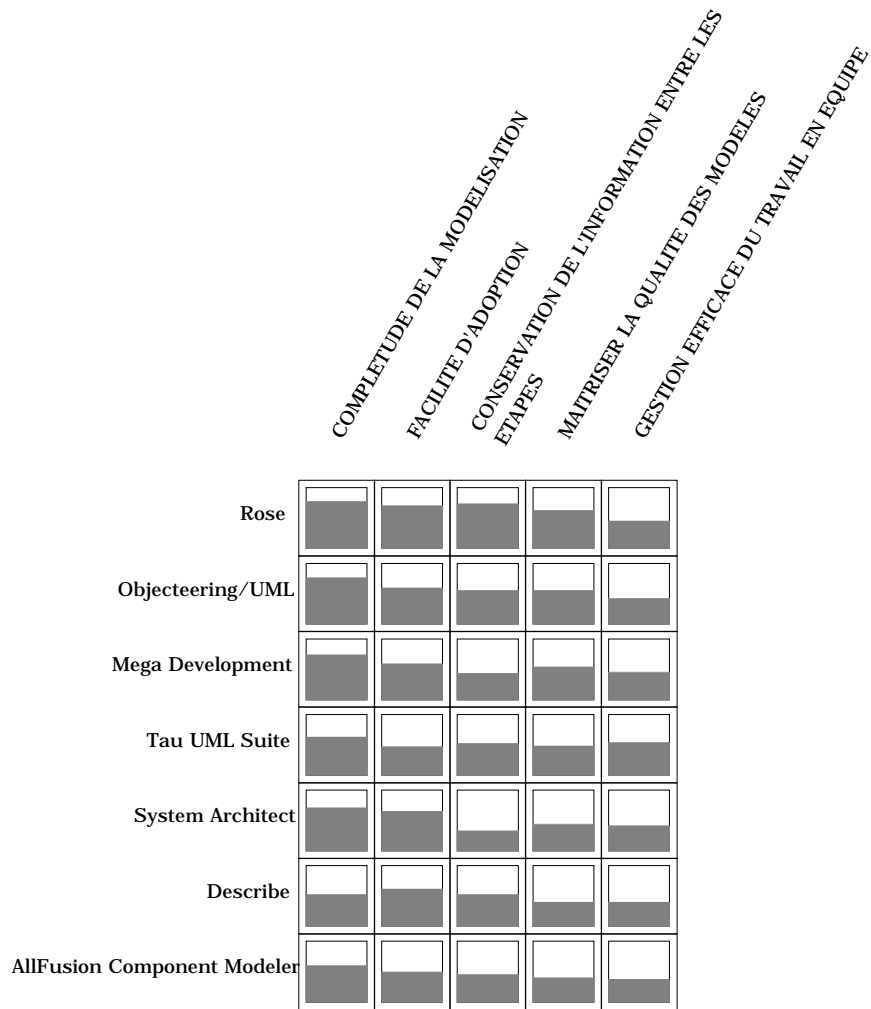 COMPLETUDE DE LA MODELISATION
FACILITE D'ADOPTION
CONSERVATION DE L'INFORMATION ENTRE LES
ETAPES
MAITRISER LA QUALITE DES MODELES
GESTION EFFICACE DU TRAVAIL EN EQUIPE
Rose
Objecteering/UML
Mega Development
Tau UML Suite
System Architect
Describe
AllFusion Component Modeler